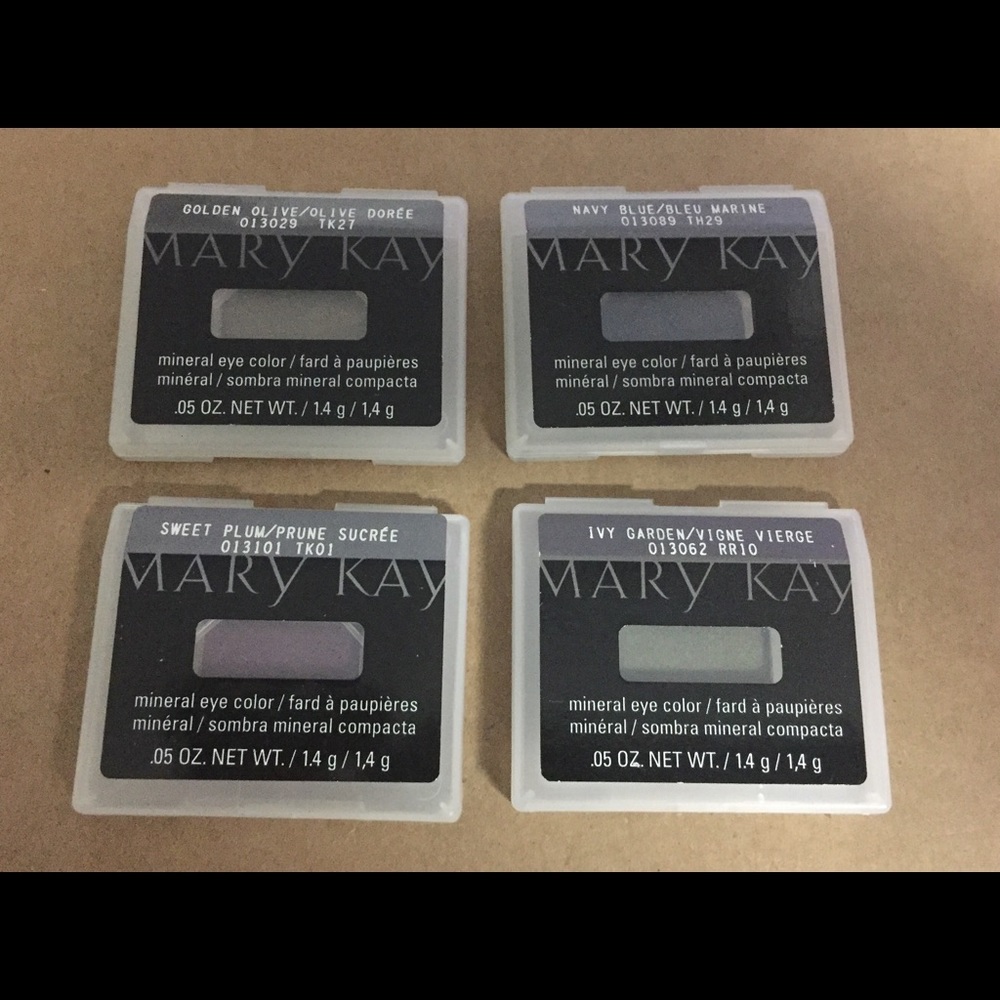 GOLDEN OLIVE/OLIVE DORÉE
013029 TK27
MARY KAY
mineral eye color / fard à paupières
minéral / sombra mineral compacta
.05 OZ. NET WT. / 1.4 g / 1,4 g
NAVY BLUE/BLEU MARINE
013089 TH29
MARY KAY
mineral eye color / fard à paupières
minéral / sombra mineral compacta
.05 OZ. NET WT. / 1.4 g / 1,4 g
SWEET PLUM/PRUNE SUCRÉE
013101 TK01
MARY KAY
mineral eye color / fard à paupières
minéral / sombra mineral compacta
.05 OZ. NET WT. / 1.4 g / 1,4 g
IVY GARDEN/VIGNE VIERGE
013062 RR10
MARY KAY
mineral eye color / fard à paupières
minéral / sombra mineral compacta
.05 OZ. NET WT. / 1.4 g / 1,4 g